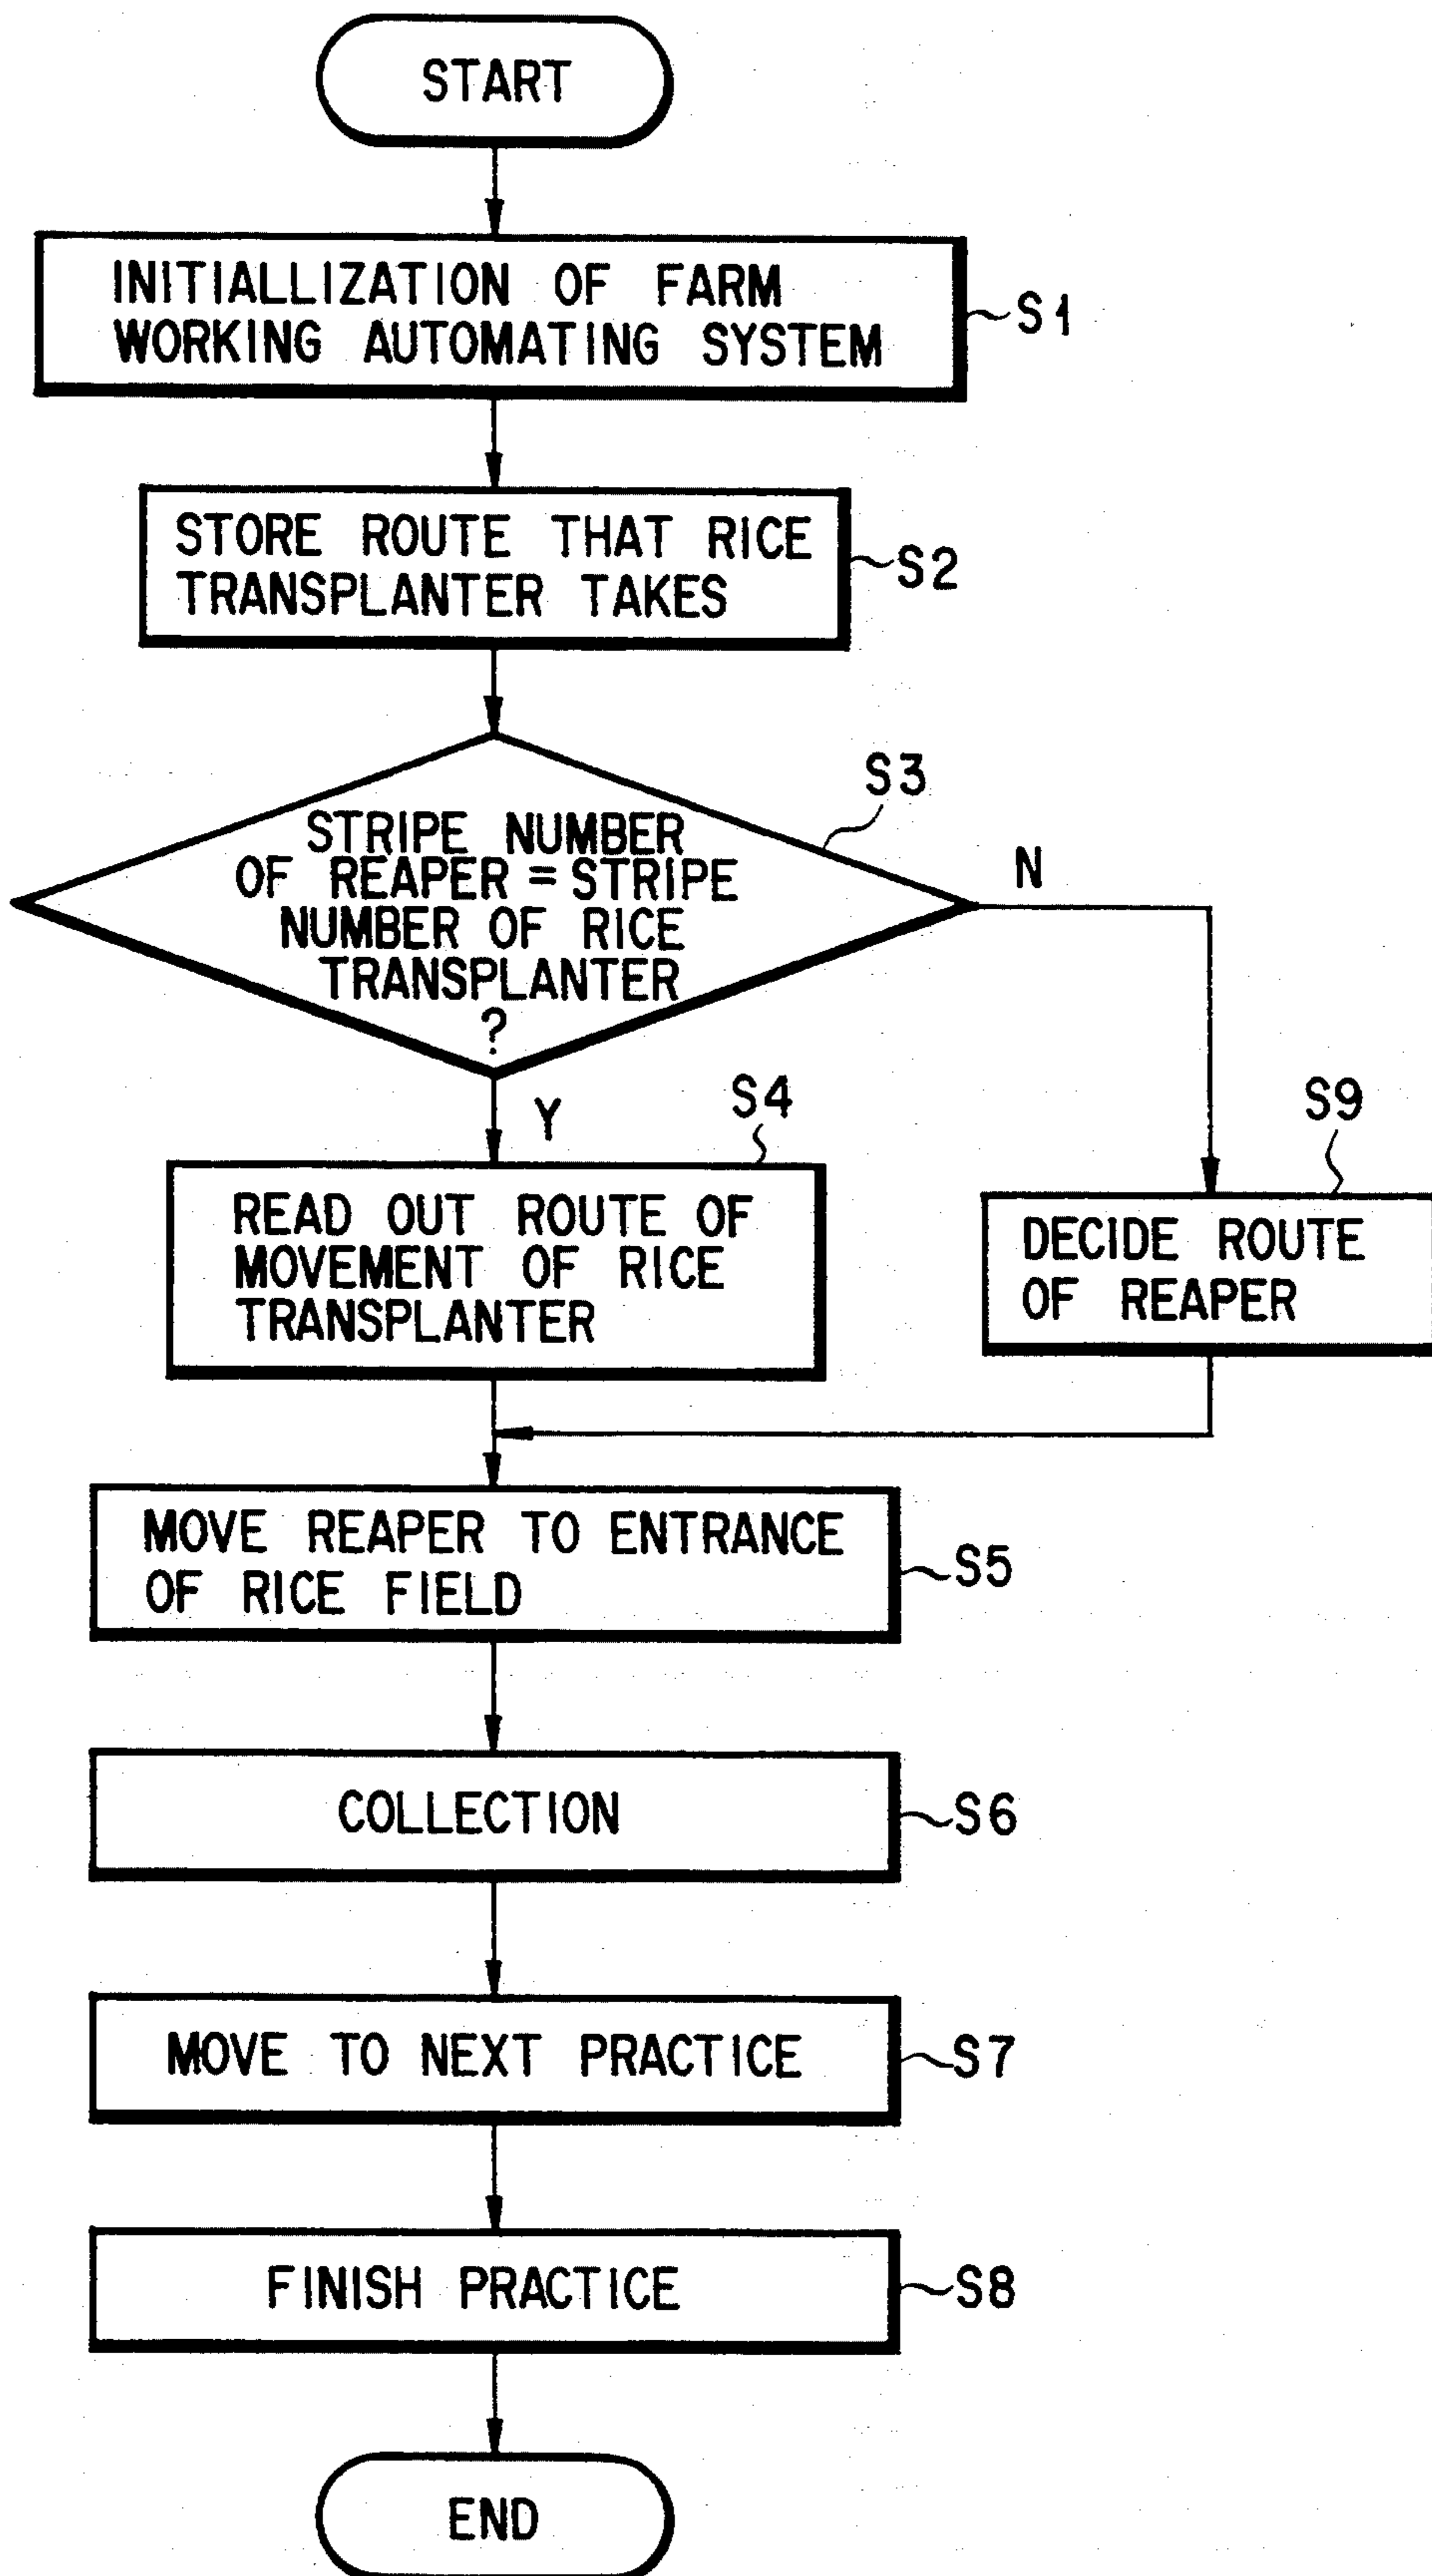 START
INITIALLIZATION OF FARM
WORKING AUTOMATING SYSTEM
S1
STORE ROUTE THAT RICE
TRANSPLANTER TAKES
S2
S3
STRIPE NUMBER
OF REAPER = STRIPE
NUMBER OF RICE
TRANSPLANTER
?
N
Y
S4
READ OUT ROUTE OF
MOVEMENT OF RICE
TRANSPLANTER
S9
DECIDE ROUTE
OF REAPER
MOVE REAPER TO ENTRANCE
OF RICE FIELD
S5
COLLECTION
S6
MOVE TO NEXT PRACTICE
S7
FINISH PRACTICE
S8
END